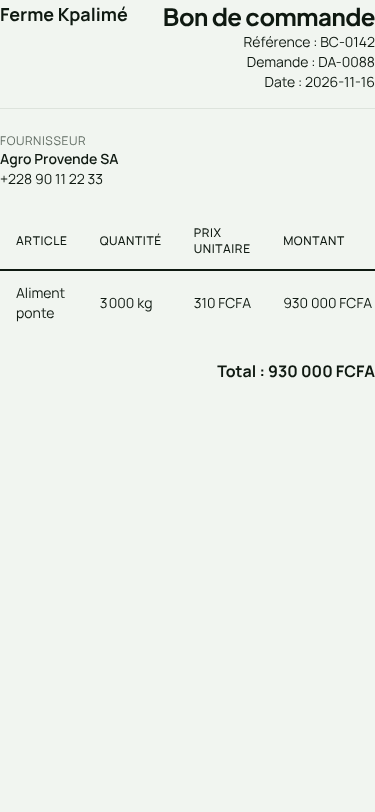 Ferme Kpalimé
Bon de commande
Référence : BC-0142
Demande : DA-0088
Date : 2026-11-16
FOURNISSEUR
Agro Provende SA
+228 90 11 22 33
ARTICLE QUANTITÉ PRIX UNITAIRE MONTANT
Aliment ponte 3 000 kg 310 FCFA 930 000 FCFA
Total : 930 000 FCFA